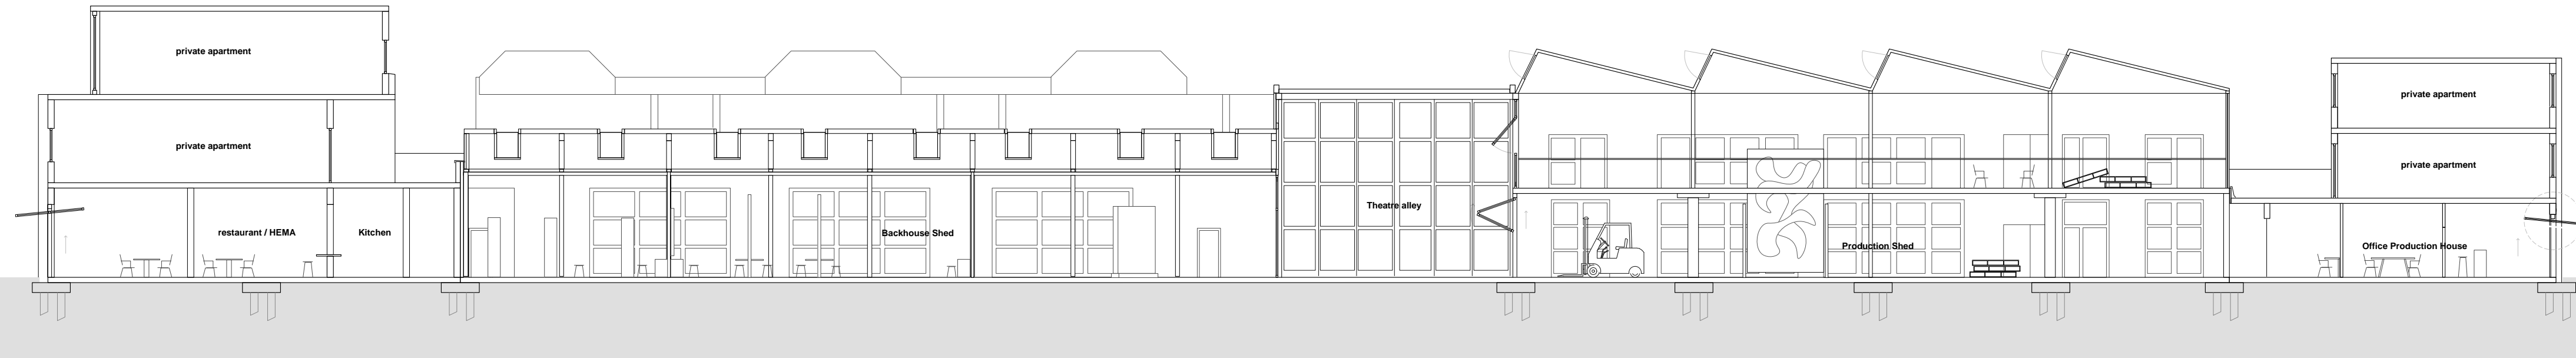 private apartment
private apartment
restaurant / HEMA
Kitchen
Backhouse Shed
Theatre alley
Production Shed
private apartment
private apartment
Office Production House